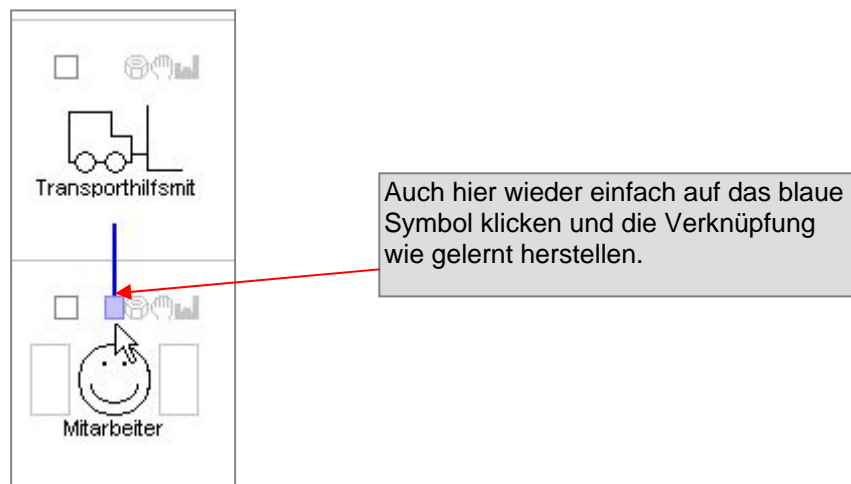 Transporthilfsmit
Auch hier wieder einfach auf das blaue
Symbol klicken und die Verknüpfung
wie gelernt herstellen.
Mitarbeiter